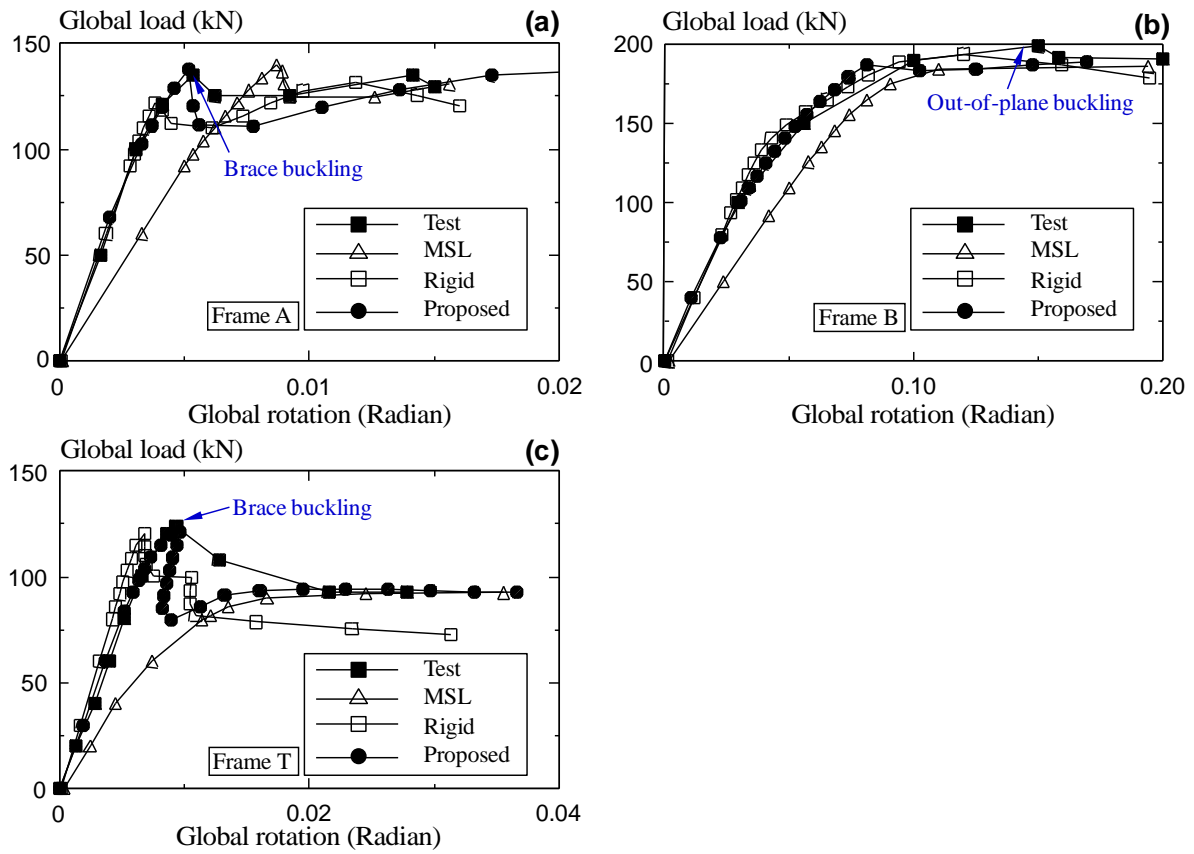 Global load (kN)
(a)
150
100
50
0
Brace buckling
Test
MSL
Rigid
Proposed
Frame A
0
0.01
0.02
Global rotation (Radian)
Global load (kN)
(b)
200
150
100
50
0
Out-of-plane buckling
Test
MSL
Rigid
Proposed
Frame B
0
0.10
0.20
Global rotation (Radian)
Global load (kN)
(c)
150
100
50
0
Brace buckling
Test
MSL
Rigid
Proposed
Frame T
0
0.02
0.04
Global rotation (Radian)